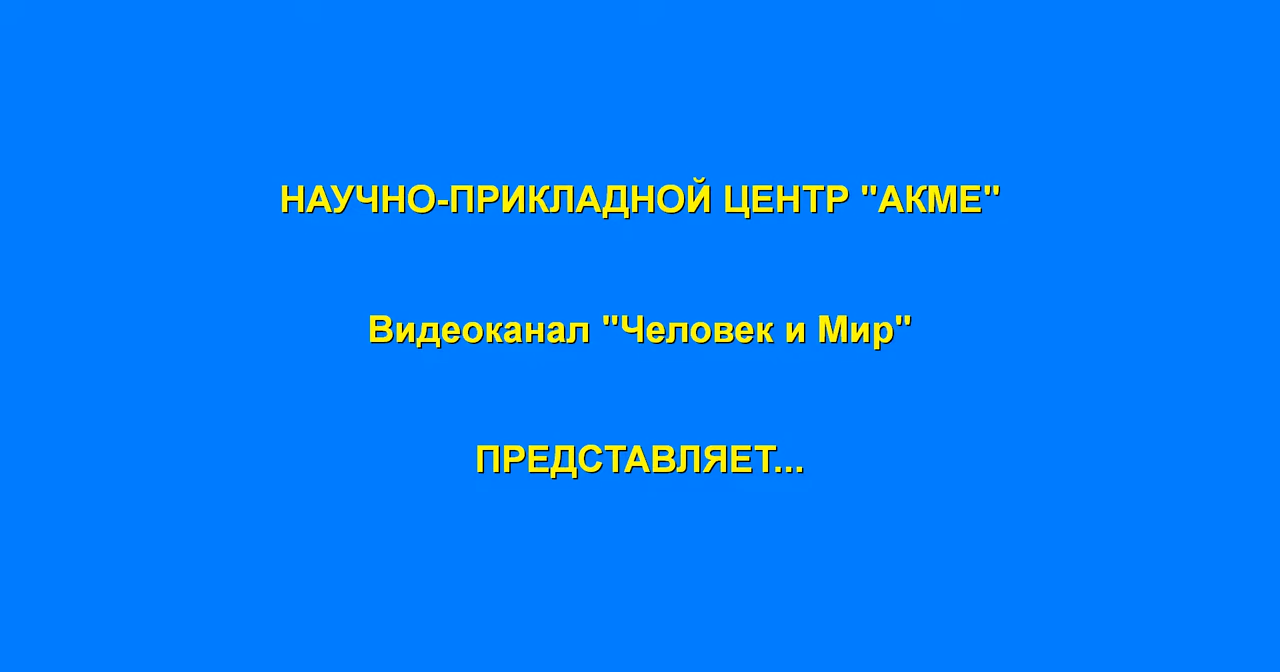 НАУЧНО-ПРИКЛАДНОЙ ЦЕНТР "АКМЕ"
Видеоканал "Человек и Мир"
ПРЕДСТАВЛЯЕТ...